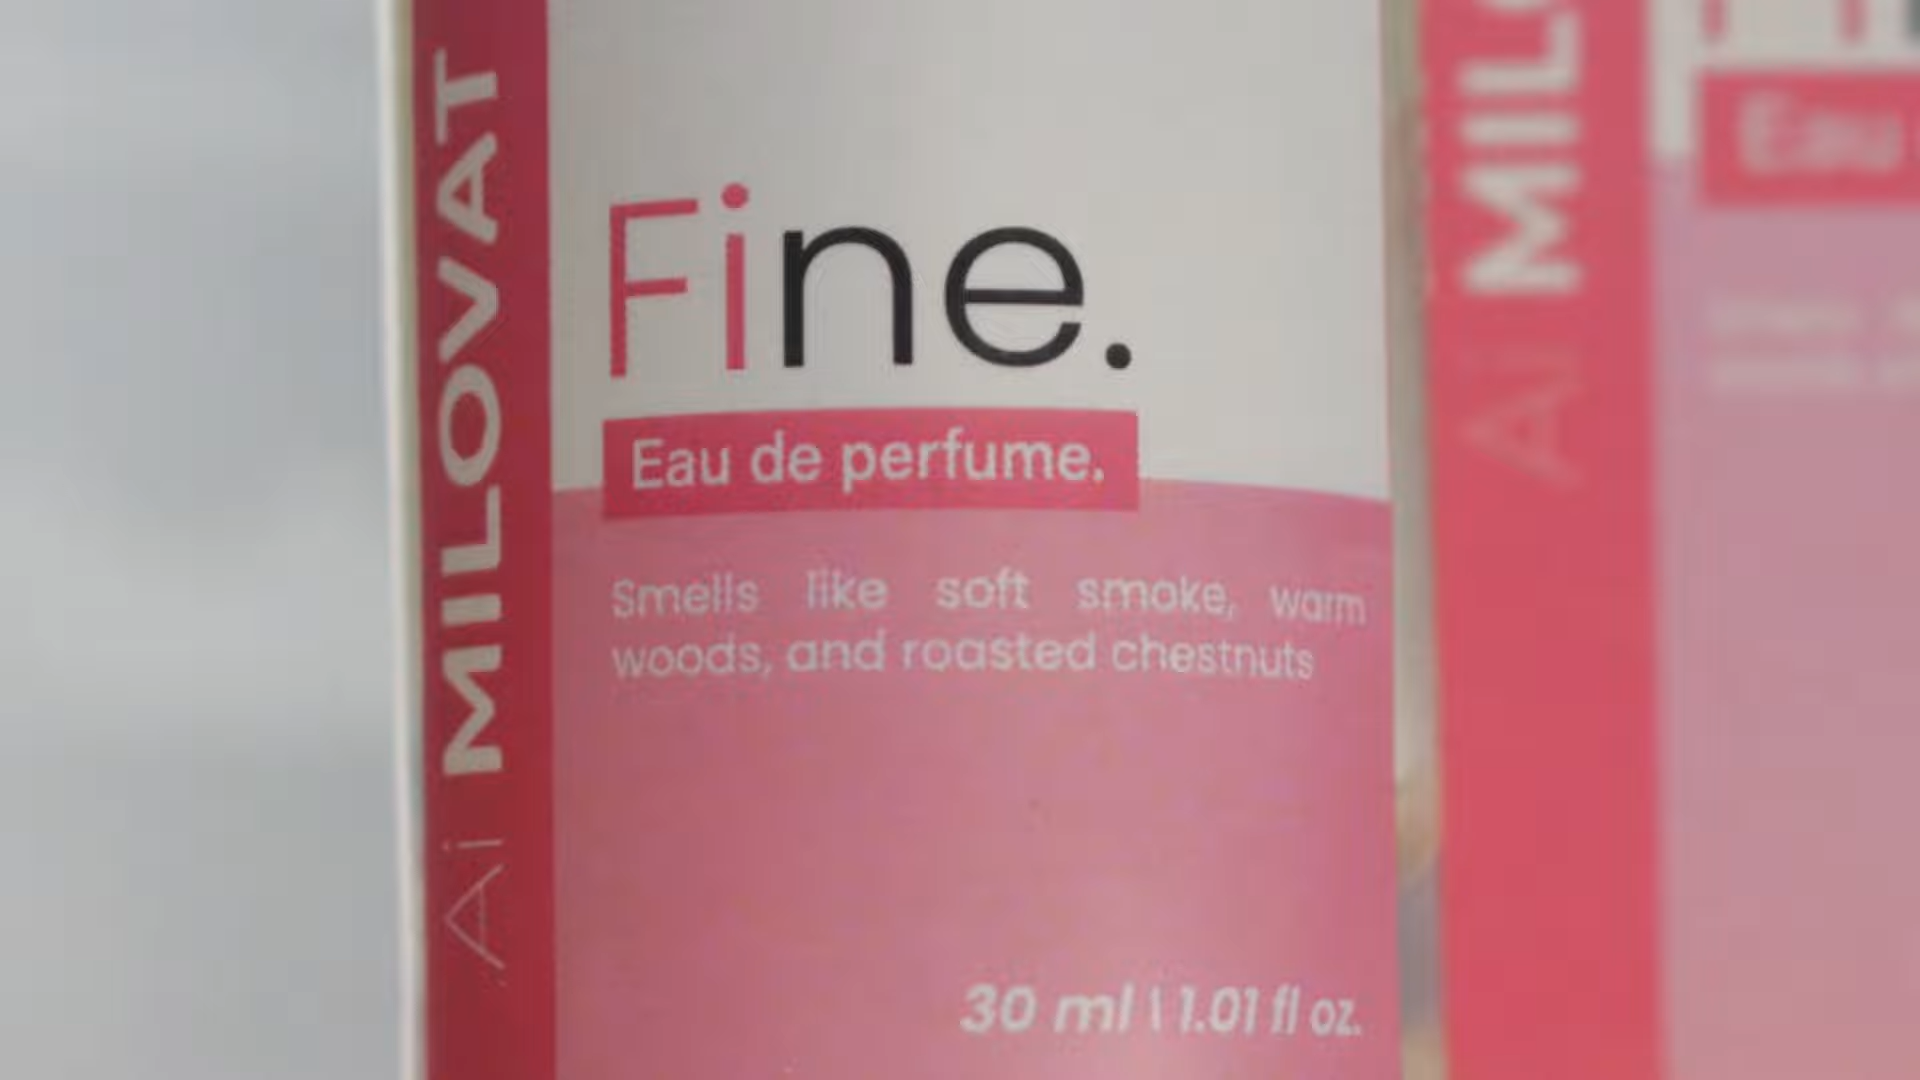 Ai MILOVAT
Fine.
Eau de perfume.
Smells like soft smoke, warm
woods, and roasted chestnuts
30 ml | 1.01 fl oz.
Ai MILO
Eau